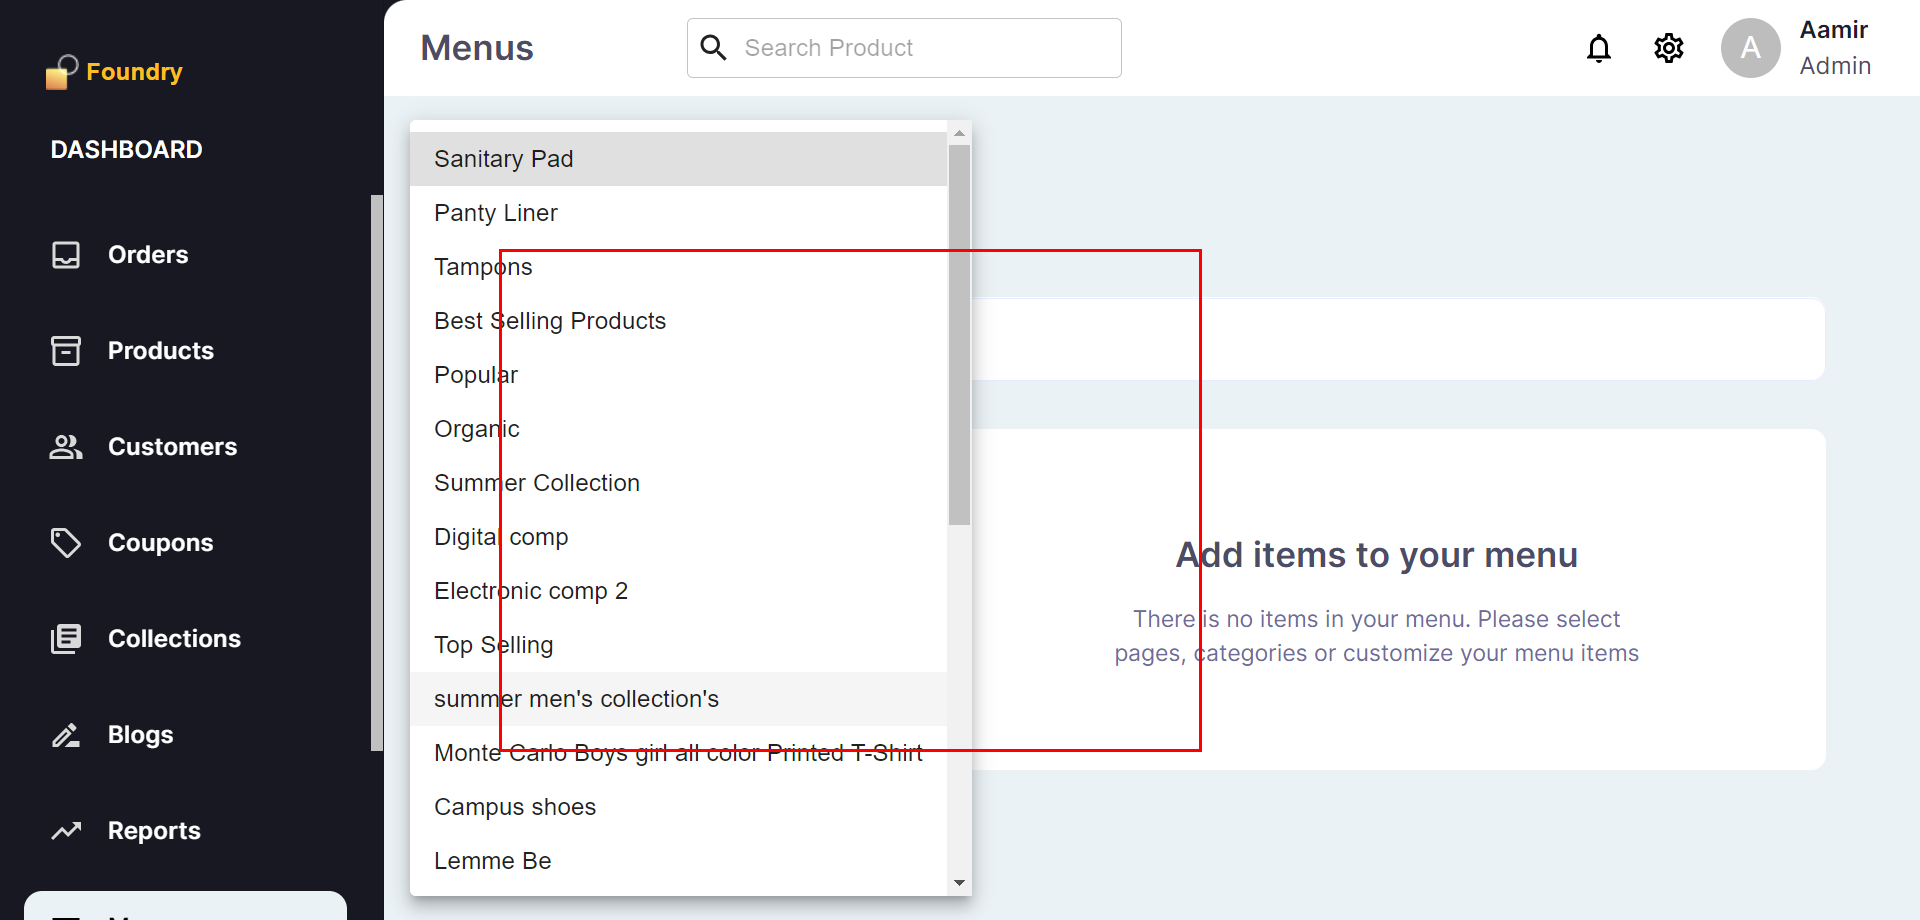 Foundry
DASHBOARD
Orders
Products
Customers
Coupons
Collections
Blogs
Reports
Menus
Search Product
A
Aamir
Admin
Sanitary Pad
Panty Liner
Tampons
Best Selling Products
Popular
Organic
Summer Collection
Digital comp
Electronic comp 2
Top Selling
summer men's collection's
Monte Carlo Boys girl all color Printed T-Shirt
Campus shoes
Lemme Be
Add items to your menu
There is no items in your menu. Please select
pages, categories or customize your menu items